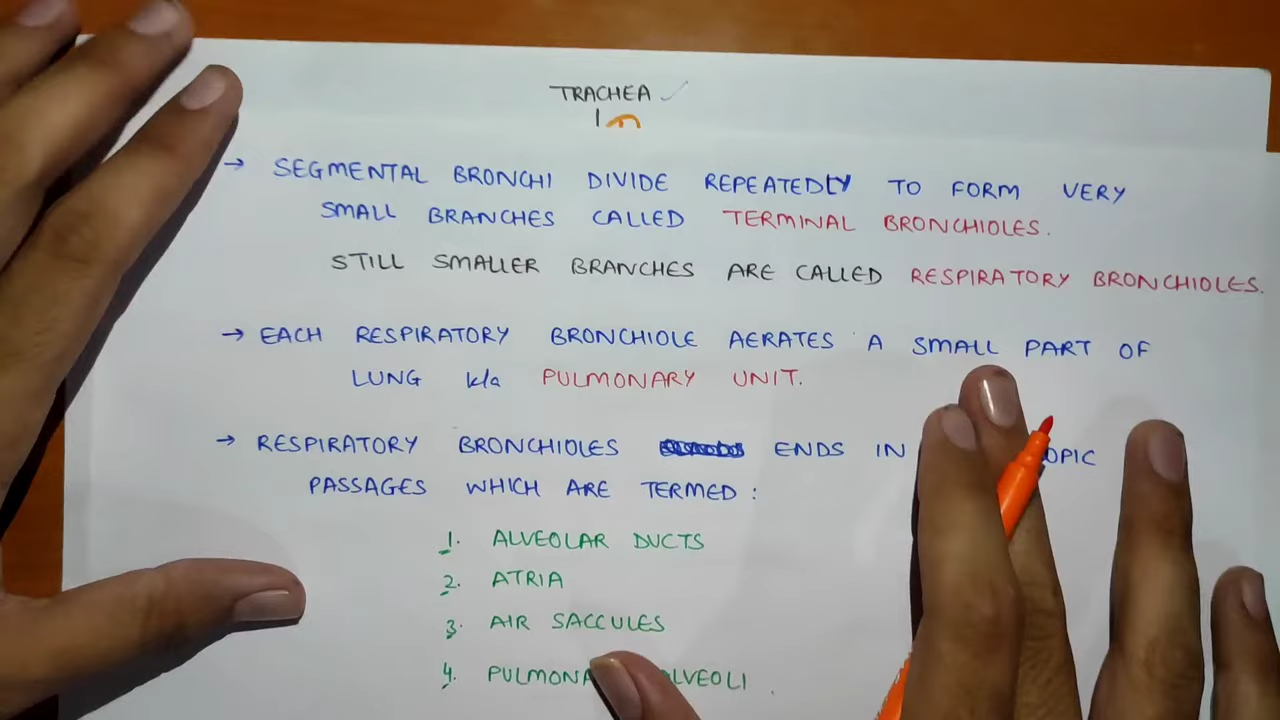 TRACHEA
→ SEGMENTAL BRONCHI DIVIDE REPEATEDLY TO FORM VERY
SMALL BRANCHES CALLED TERMINAL BRONCHIOLES.
STILL SMALLER BRANCHES ARE CALLED RESPIRATORY BRONCHIOLES.
→ EACH RESPIRATORY BRONCHIOLE AERATES A SMALL PART OF
LUNG k/a PULMONARY UNIT.
→ RESPIRATORY BRONCHIOLES ENDS IN
PASSAGES WHICH ARE TERMED :
1. ALVEOLAR DUCTS
2. ATRIA
3. AIR SACCULES
4.